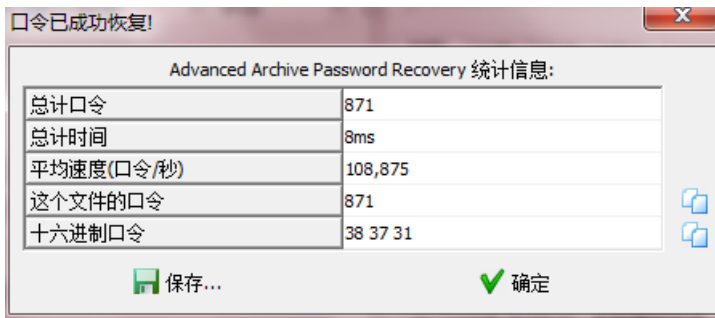 口令已成功恢复!
Advanced Archive Password Recovery 统计信息:
总计口令 871
总计时间 8ms
平均速度(口令/秒) 108,875
这个文件的口令 871
十六进制口令 38 37 31
保存... 确定